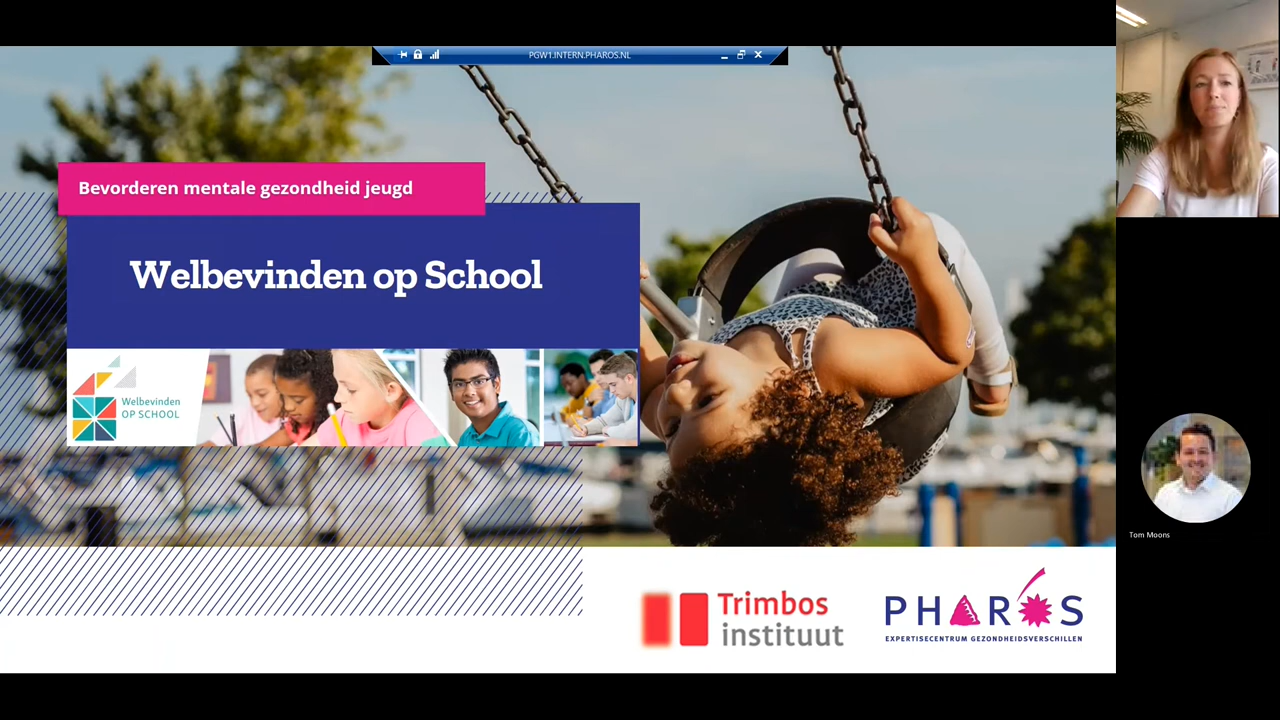 PGW1.INTERN.PHAROS.NL
Bevorderen mentale gezondheid jeugd
Welbevinden op School
Welbevinden
OP SCHOOL
Tom Moons
Trimbos
instituut
PHAROS
EXPERTISECENTRUM GEZONDHEIDSVERSCHILLEN